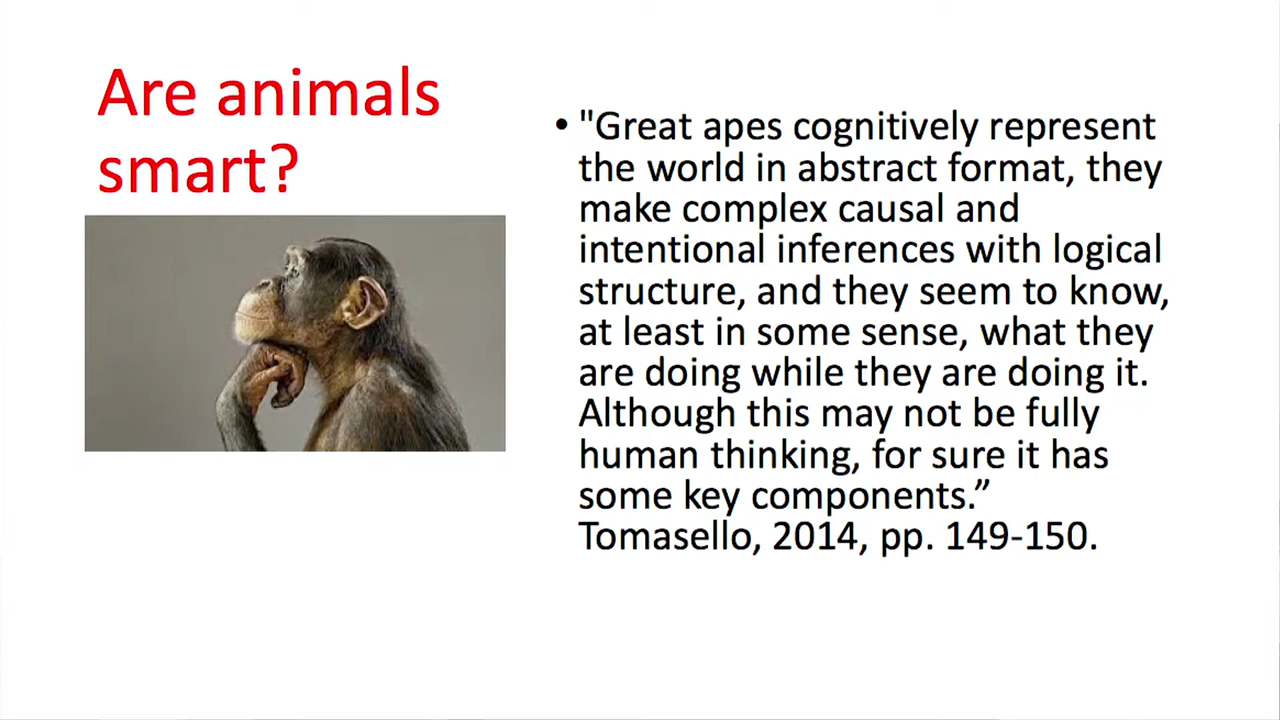 Are animals
smart?
• "Great apes cognitively represent
the world in abstract format, they
make complex causal and
intentional inferences with logical
structure, and they seem to know,
at least in some sense, what they
are doing while they are doing it.
Although this may not be fully
human thinking, for sure it has
some key components.”
Tomasello, 2014, pp. 149-150.